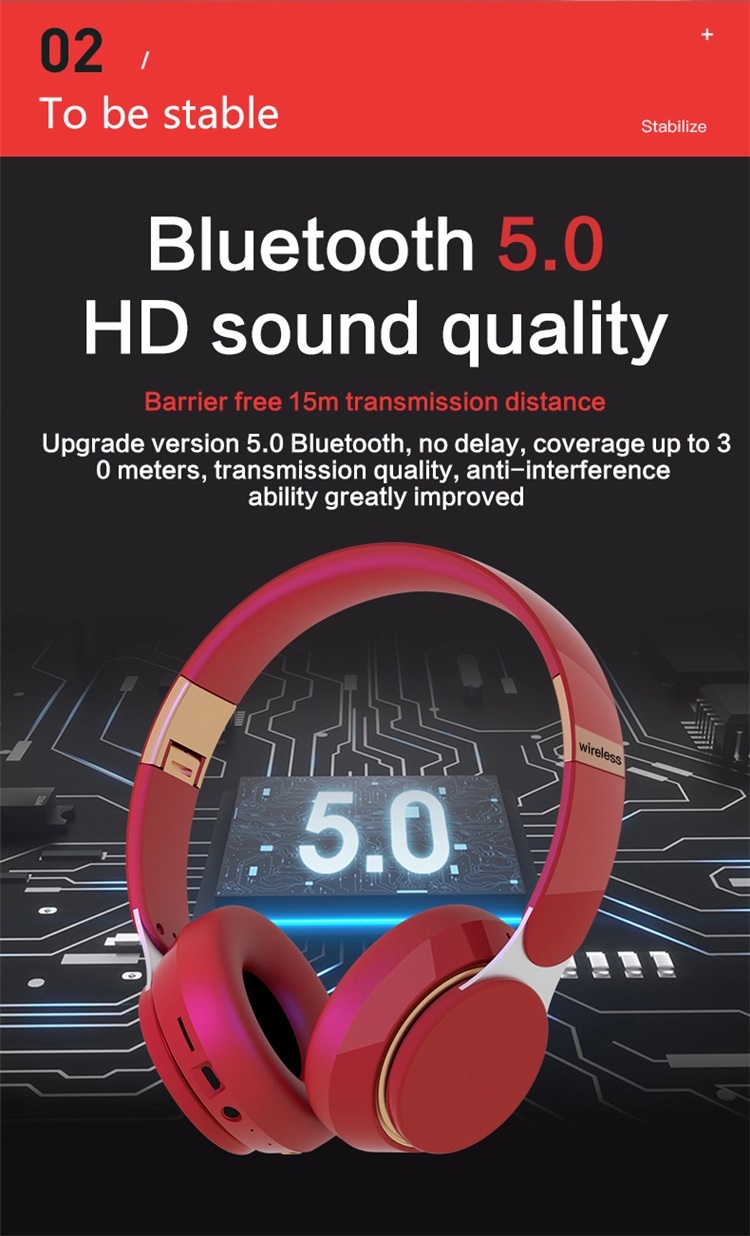 02 /
+
To be stable
Stabilize
Bluetooth 5.0
HD sound quality
Barrier free 15m transmission distance
Upgrade version 5.0 Bluetooth, no delay, coverage up to 3
0 meters, transmission quality, anti-interference
ability greatly improved
wireless
5.0